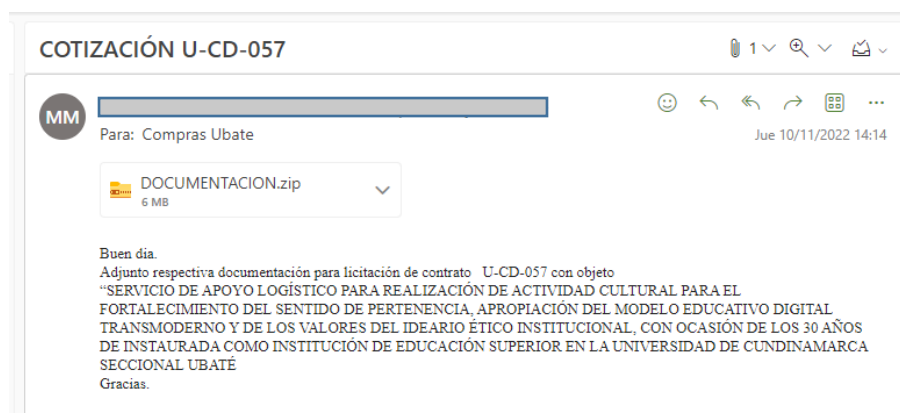 COTIZACIÓN U-CD-057
1
MM
Para: Compras Ubate
Jue 10/11/2022 14:14
DOCUMENTACION.zip
6 MB
Buen dia.
Adjunto respectiva documentación para licitación de contrato U-CD-057 con objeto
“SERVICIO DE APOYO LOGÍSTICO PARA REALIZACIÓN DE ACTIVIDAD CULTURAL PARA EL
FORTALECIMIENTO DEL SENTIDO DE PERTENENCIA, APROPIACIÓN DEL MODELO EDUCATIVO DIGITAL
TRANSMODERNO Y DE LOS VALORES DEL IDEARIO ÉTICO INSTITUCIONAL, CON OCASIÓN DE LOS 30 AÑOS
DE INSTAURADA COMO INSTITUCIÓN DE EDUCACIÓN SUPERIOR EN LA UNIVERSIDAD DE CUNDINAMARCA
SECCIONAL UBATÉ
Gracias.